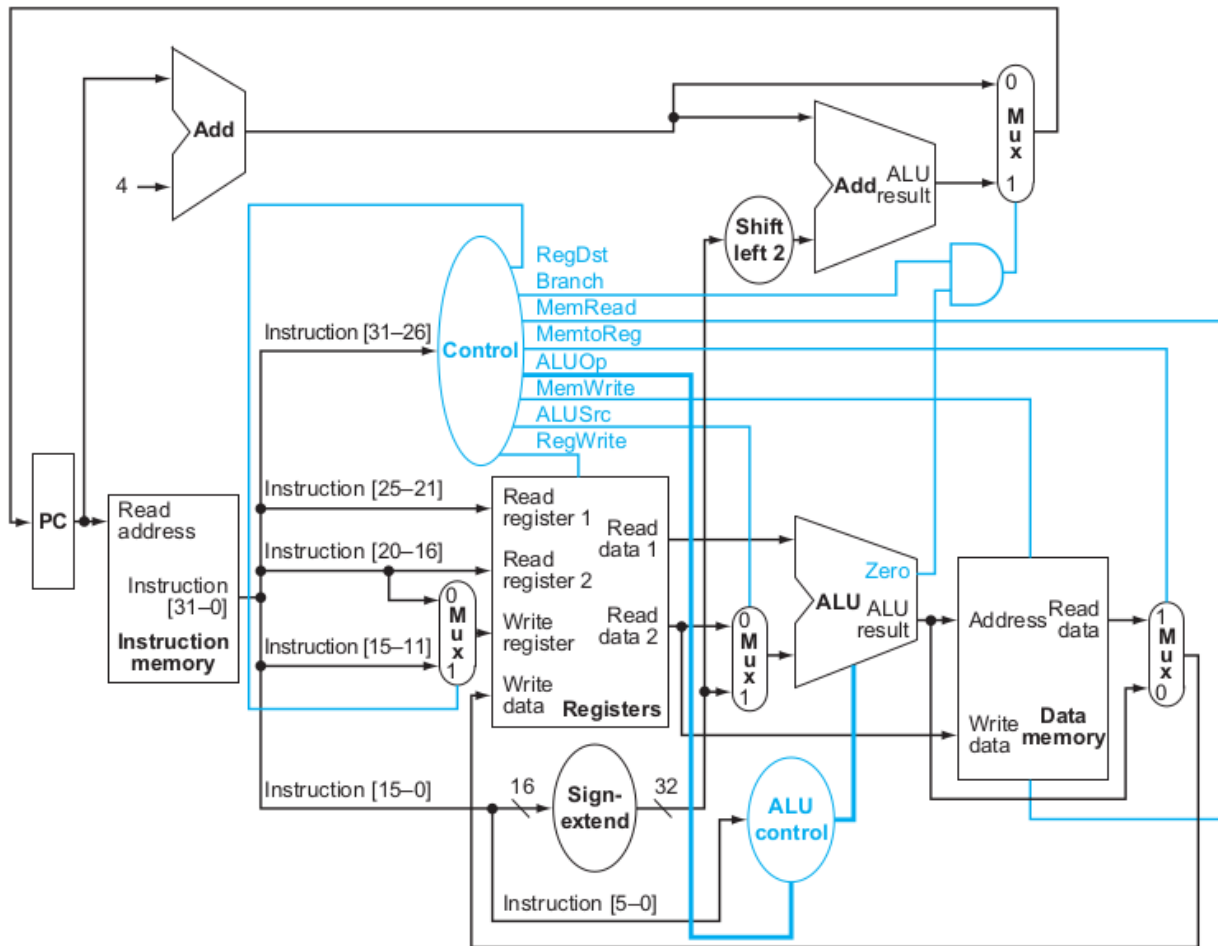 Add
4
0
M
u
x
1
Add
ALU
result
Shift
left 2
RegDst
Branch
MemRead
MemtoReg
ALUOp
MemWrite
ALUSrc
RegWrite
Instruction [31–26]
Control
PC
Read
address
Instruction
[31–0]
Instruction
memory
Instruction [25–21]
Instruction [20–16]
Instruction [15–11]
0
M
u
x
1
Read
register 1
Read
register 2
Write
register
Write
data
Read
data 1
Read
data 2
Registers
0
M
u
x
1
Zero
ALU
ALU
result
Address
Read
data
Write
data
Data
memory
1
M
u
x
0
Instruction [15–0]
16
Sign-
extend
32
ALU
control
Instruction [5–0]